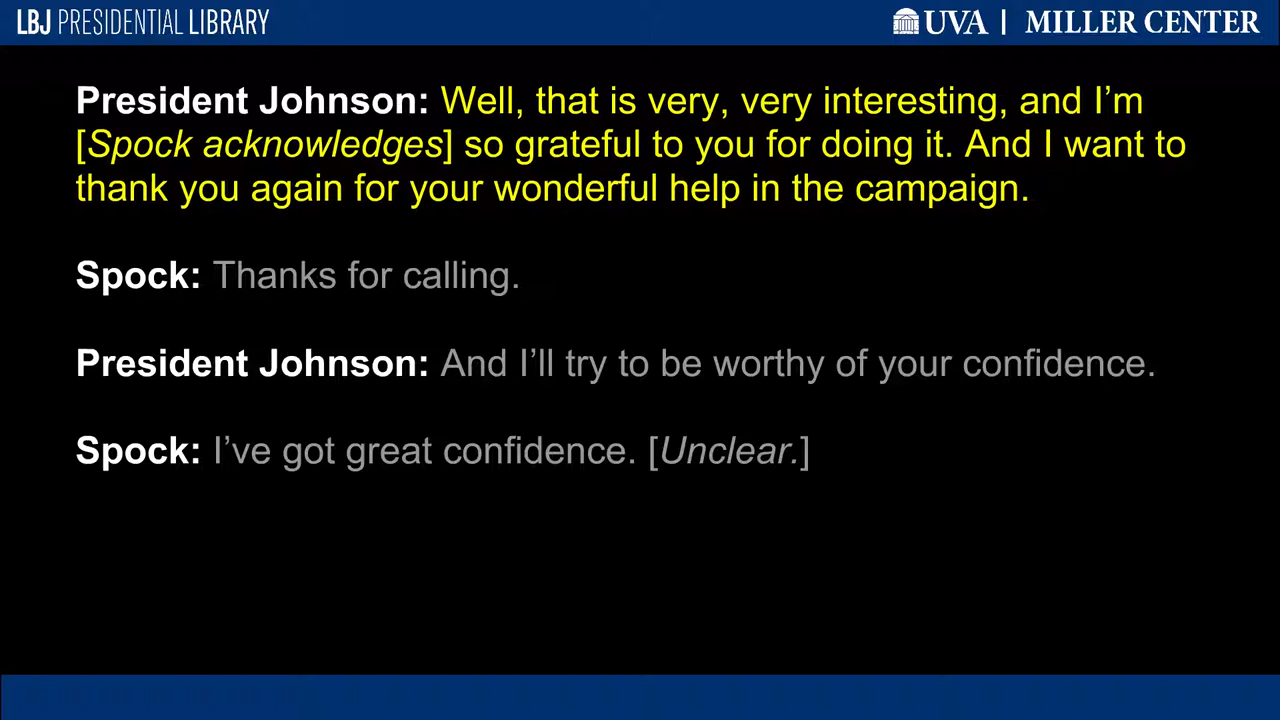 LBJ PRESIDENTIAL LIBRARY
UVA | MILLER CENTER
President Johnson: Well, that is very, very interesting, and I’m
[Spock acknowledges] so grateful to you for doing it. And I want to
thank you again for your wonderful help in the campaign.
Spock: Thanks for calling.
President Johnson: And I’ll try to be worthy of your confidence.
Spock: I’ve got great confidence. [Unclear.]